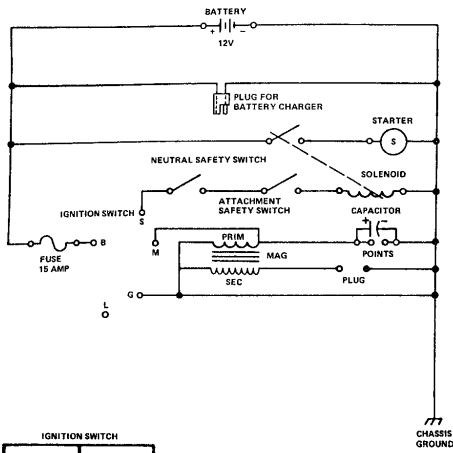 BATTERY
+ -
12V
PLUG FOR
BATTERY CHARGER
STARTER
S
NEUTRAL SAFETY SWITCH
SOLENOID
IGNITION SWITCH
S
ATTACHMENT
SAFETY SWITCH
CAPACITOR
+ -
B
M
PRIM
MAG
POINTS
FUSE
15 AMP
SEC
PLUG
G
L
IGNITION SWITCH
CHASSIS
GROUND